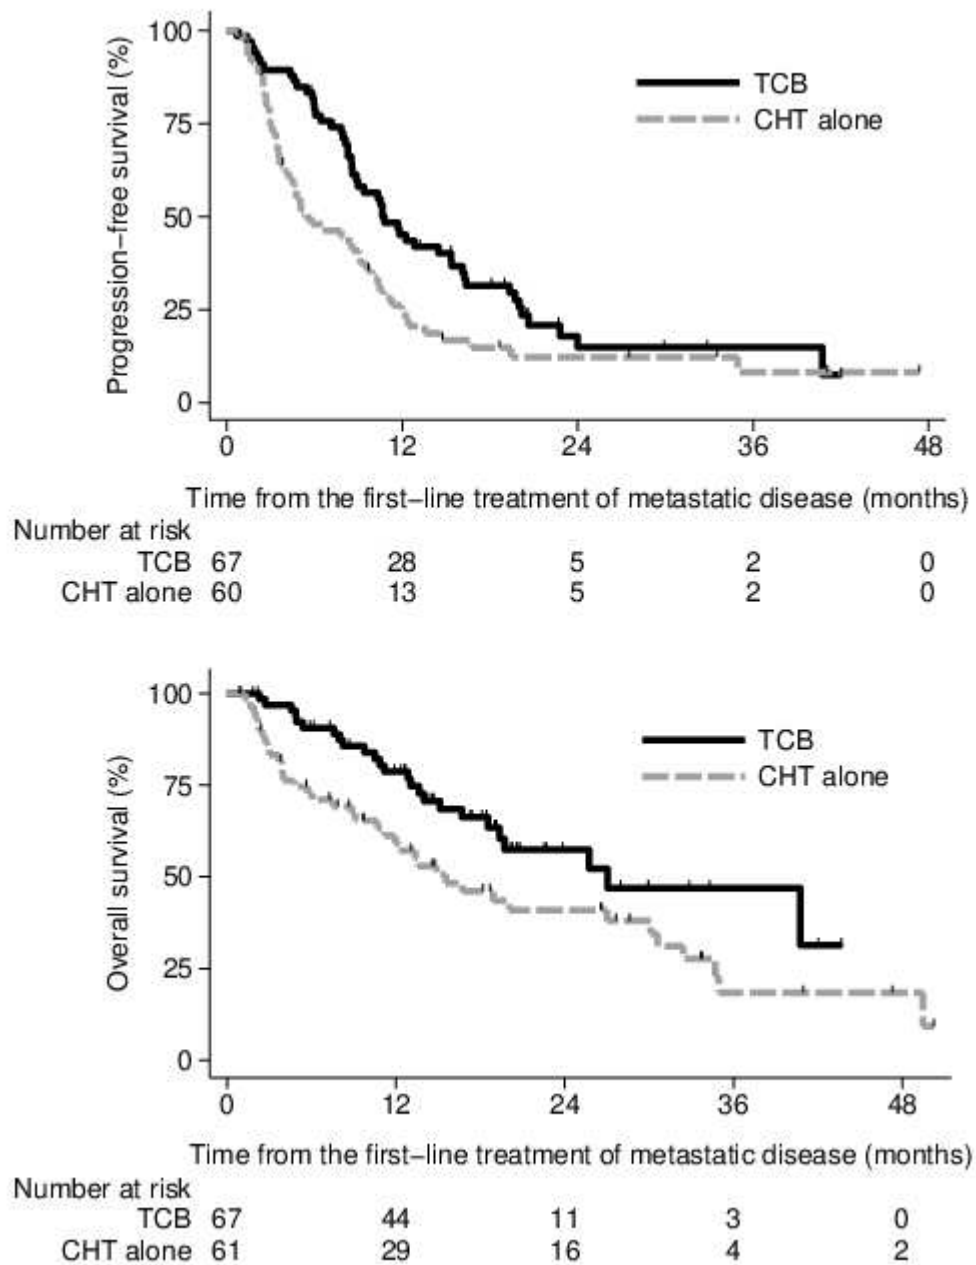 100
75
50
25
0
Progression−free survival (%)
TCB
CHT alone
0 12 24 36 48
Time from the first−line treatment of metastatic disease (months)
Number at risk
TCB 67 28 5 2 0
CHT alone 60 13 5 2 0
100
75
50
25
0
Overall survival (%)
TCB
CHT alone
0 12 24 36 48
Time from the first−line treatment of metastatic disease (months)
Number at risk
TCB 67 44 11 3 0
CHT alone 61 29 16 4 2